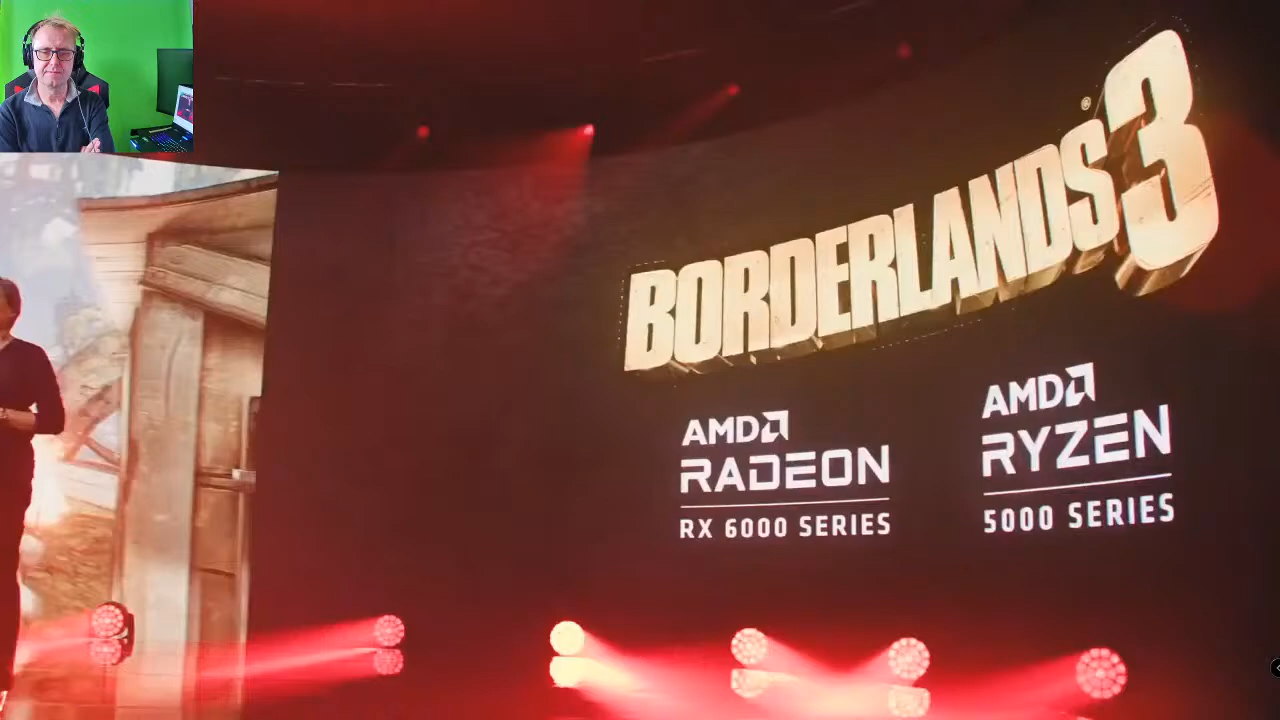 BORDERLANDS® 3
AMD
RADEON
RX 6000 SERIES
AMD
RYZEN
5000 SERIES